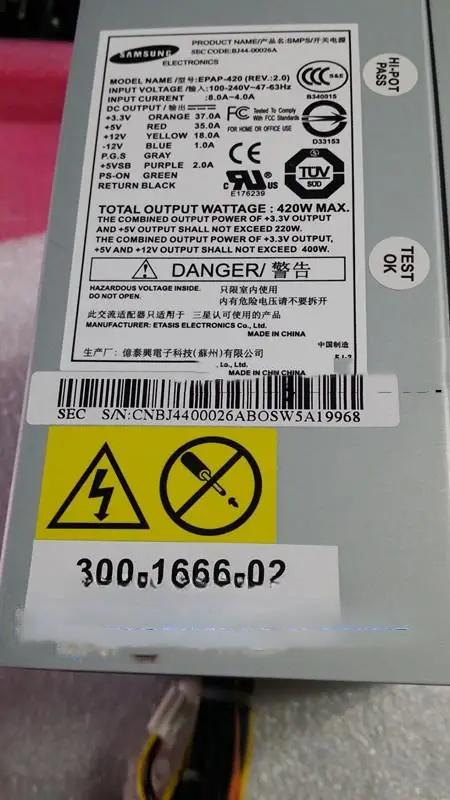 SAMSUNG
ELECTRONICS
PRODUCT NAME/产品名:SMPS/开关电源
SEC CODE:BJ44-00026A
MODEL NAME /型号:EPAP-420 (REV.:2.0)
INPUT VOLTAGE /输入:100-240V~47-63Hz
INPUT CURRENT :8.0A~4.0A
DC OUTPUT / 输出:
+3.3V ORANGE 37.0A
+5V RED 35.0A
+12V YELLOW 18.0A
-12V BLUE 1.0A
P.G.S GRAY
+5VSB PURPLE 2.0A
PS-ON GREEN
RETURN BLACK
CCC S&E
B340015
FC Tested To Comply
With FCC Standards
FOR HOME OR OFFICE USE
D33153
CE
c RU US
E176239
TÜV
SÜD
TOTAL OUTPUT WATTAGE : 420W MAX.
THE COMBINED OUTPUT POWER OF +3.3V OUTPUT
AND +5V OUTPUT SHALL NOT EXCEED 220W.
THE COMBINED OUTPUT POWER OF +3.3V OUTPUT,
+5V AND +12V OUTPUT SHALL NOT EXCEED 400W.
DANGER/ 警告
HAZARDOUS VOLTAGE INSIDE.
DO NOT OPEN.
只限室内使用
内有危险电压请不要拆开
此交流适配器只适用于 三星认可使用的产品
MANUFACTURER: ETASIS ELECTRONICS Co., Ltd.
MADE IN CHINA
中国制造
生产厂: 億泰興電子科技(蘇州)有限公司
, Co., Ltd.
MADE IN CHINA
HI-POT
PASS
TEST
OK
SEC S/N:CNBJ4400026ABOSW5A19968
300-1666-02